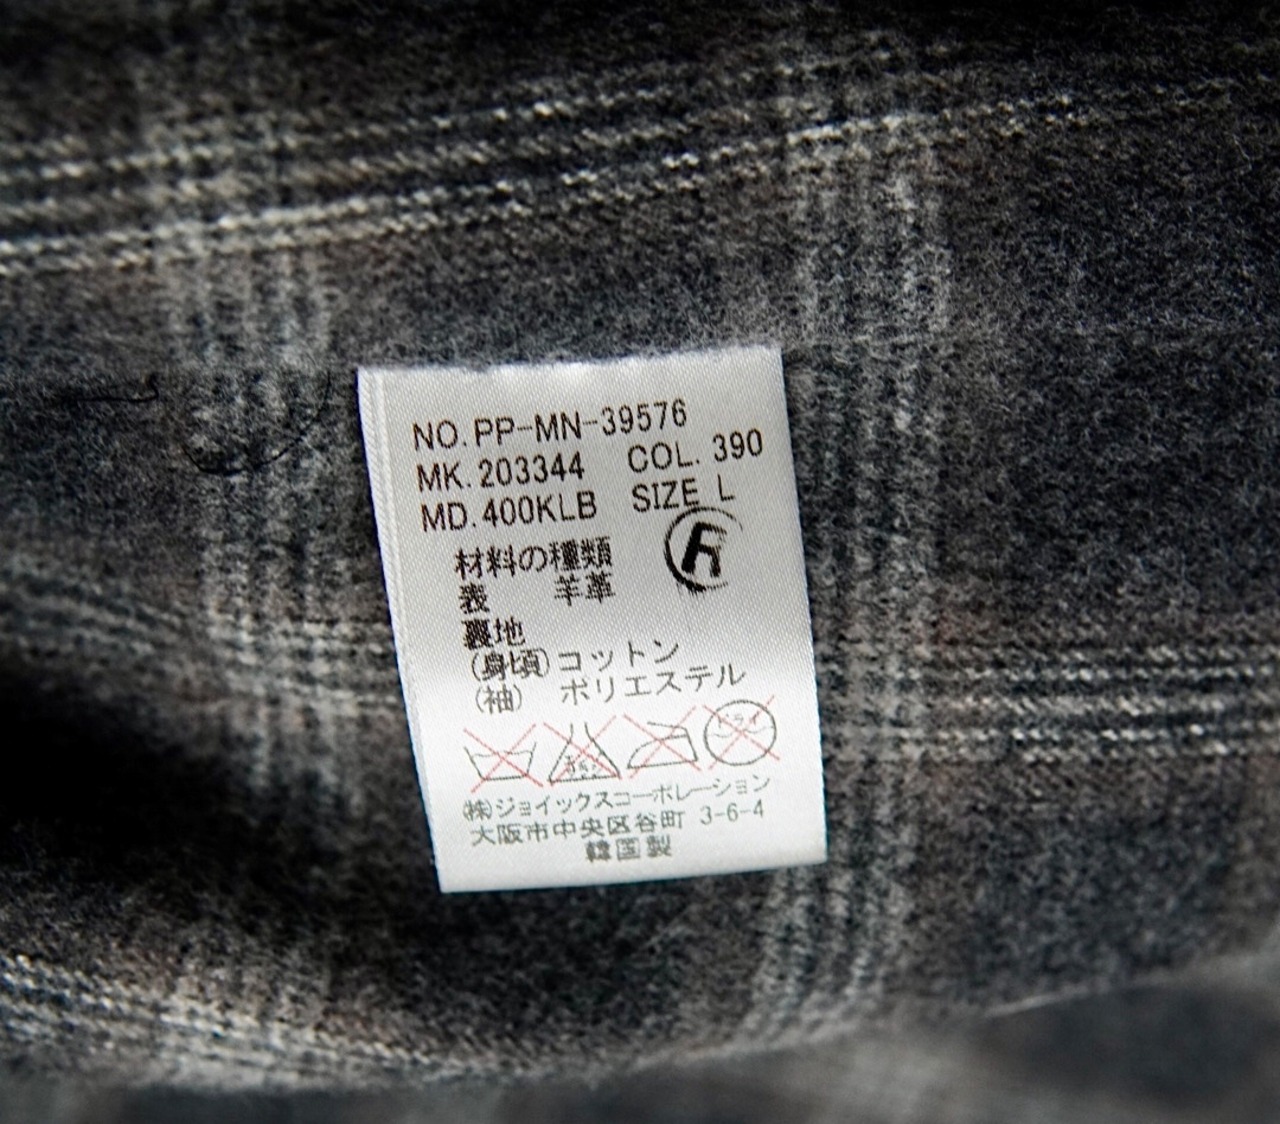 NO. PP-MN-39576
MK. 203344 COL. 390
MD. 400KLB SIZE L
R
材料の種類
表 羊革
裏地
(身頃) コットン
(袖) ポリエステル
ドライ
(株)ジョイックスコーポレーション
大阪市中央区谷町 3-6-4
韓国製